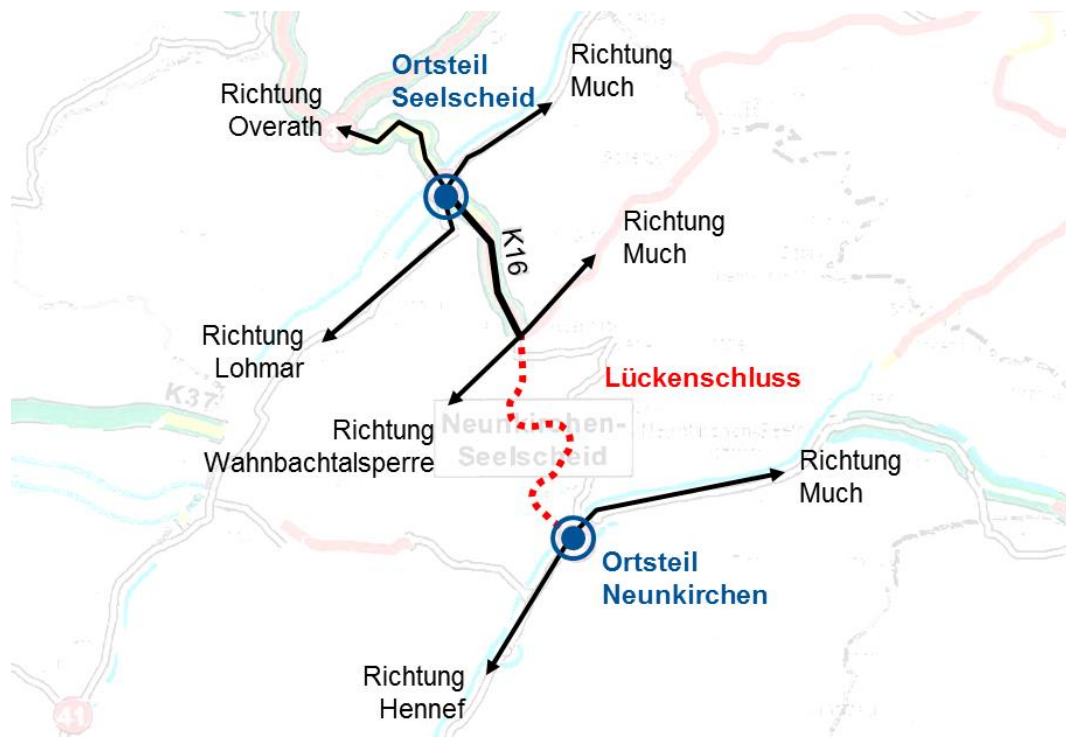 Richtung
Overath
Ortsteil
Seelscheid
Richtung
Much
K16
Richtung
Much
Richtung
Lohmar
Lückenschluss
K37
Richtung
Wahnbachtalsperre
Neunkirchen-
Seelscheid
Richtung
Much
Ortsteil
Neunkirchen
Richtung
Hennef
41